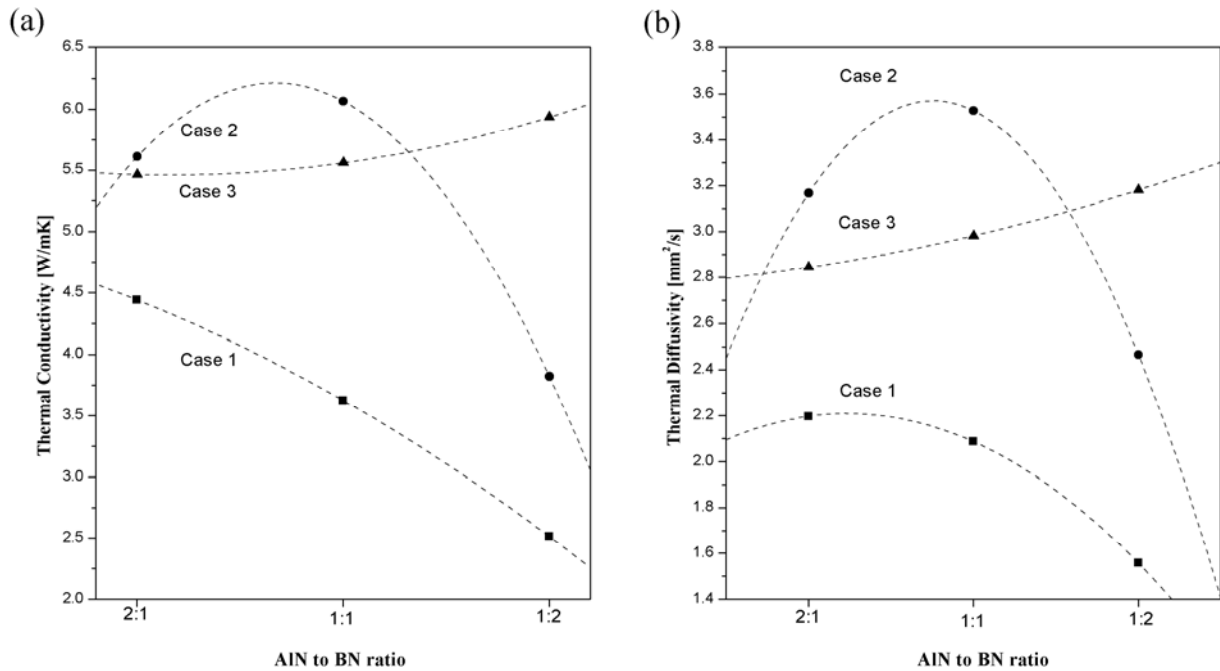 (a)
6.5
6.0
5.5
5.0
4.5
4.0
3.5
3.0
2.5
2.0
Thermal Conductivity [W/mK]
Case 2
Case 3
Case 1
2:1
1:1
1:2
AlN to BN ratio
(b)
3.8
3.6
3.4
3.2
3.0
2.8
2.6
2.4
2.2
2.0
1.8
1.6
1.4
Thermal Diffusivity [mm²/s]
Case 2
Case 3
Case 1
2:1
1:1
1:2
AlN to BN ratio